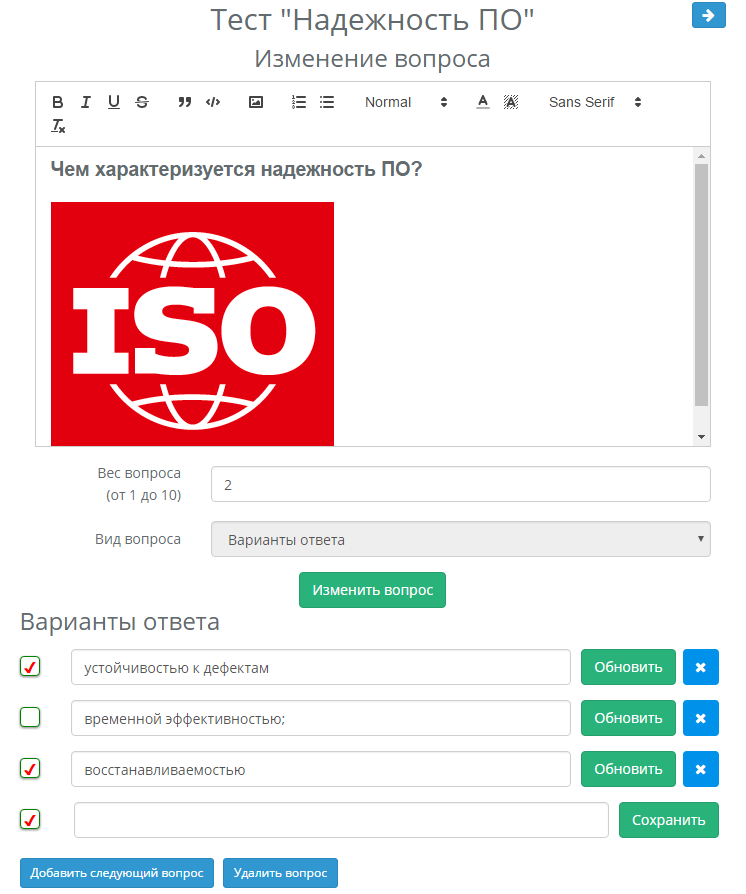 Тест "Надежность ПО"
Изменение вопроса
B I U S Normal A A Sans Serif
Tx
Чем характеризуется надежность ПО?
ISO
Вес вопроса
(от 1 до 10)
2
Вид вопроса
Варианты ответа
Изменить вопрос
Варианты ответа
устойчивостью к дефектам Обновить
временной эффективностью; Обновить
восстанавливаемостью Обновить
Сохранить
Добавить следующий вопрос Удалить вопрос